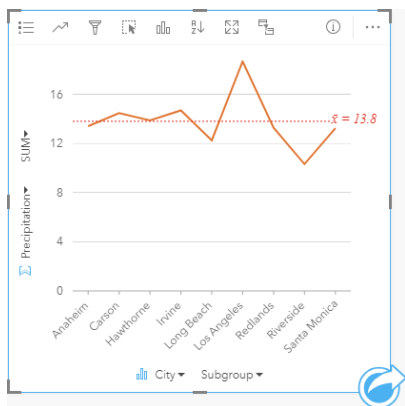 16
x̄ = 13.8
12
8
4
0
SUM
Precipitation
Anaheim
Carson
Hawthorne
Irvine
Long Beach
Los Angeles
Redlands
Riverside
Santa Monica
City Subgroup